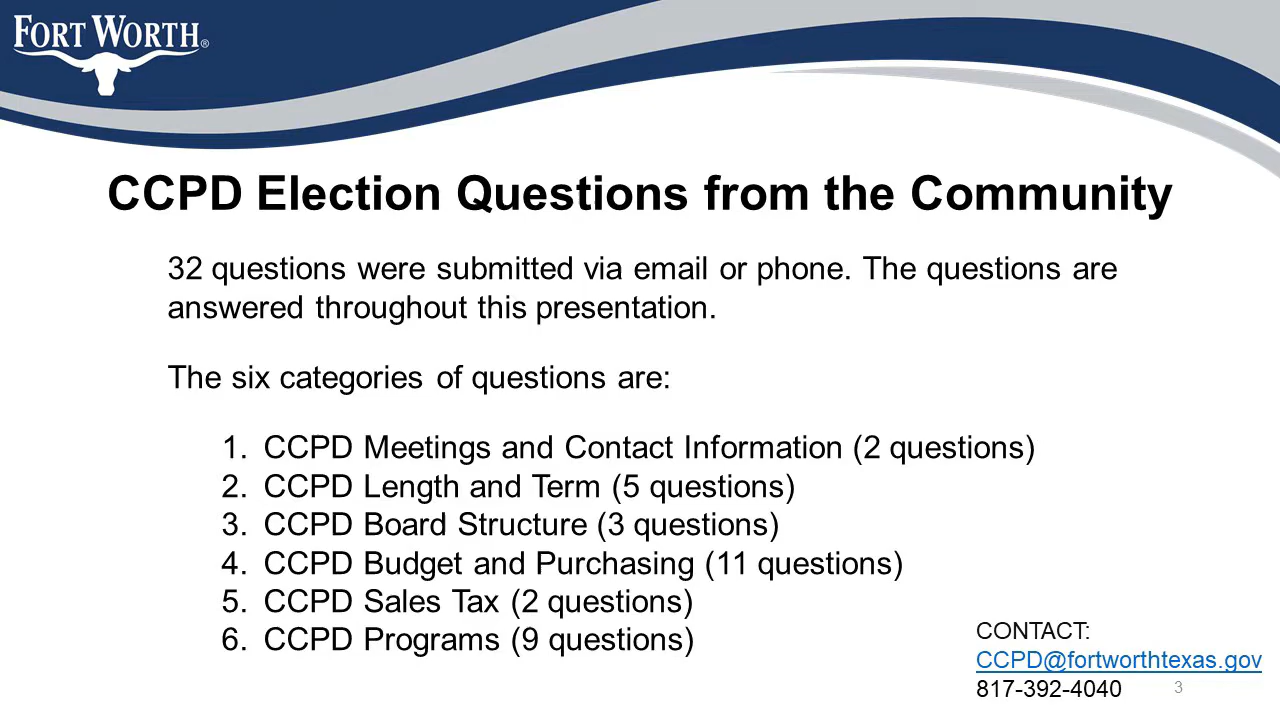 FORT WORTH®
CCPD Election Questions from the Community
32 questions were submitted via email or phone. The questions are
answered throughout this presentation.
The six categories of questions are:
1. CCPD Meetings and Contact Information (2 questions)
2. CCPD Length and Term (5 questions)
3. CCPD Board Structure (3 questions)
4. CCPD Budget and Purchasing (11 questions)
5. CCPD Sales Tax (2 questions)
6. CCPD Programs (9 questions)
CONTACT:
CCPD@fortworthtexas.gov
817-392-4040
3